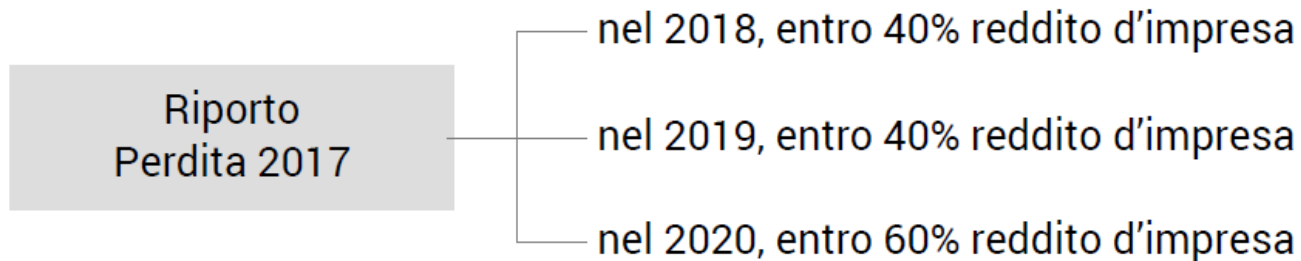 Riporto
Perdita 2017
nel 2018, entro 40% reddito d'impresa
nel 2019, entro 40% reddito d'impresa
nel 2020, entro 60% reddito d'impresa